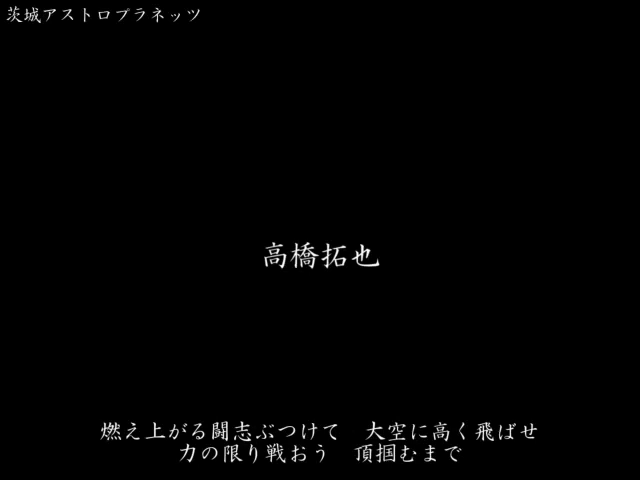 茨城アストロプラネッツ
高橋拓也
燃え上がる闘志ぶつけて　大空に高く飛ばせ
力の限り戦おう　頂掴むまで